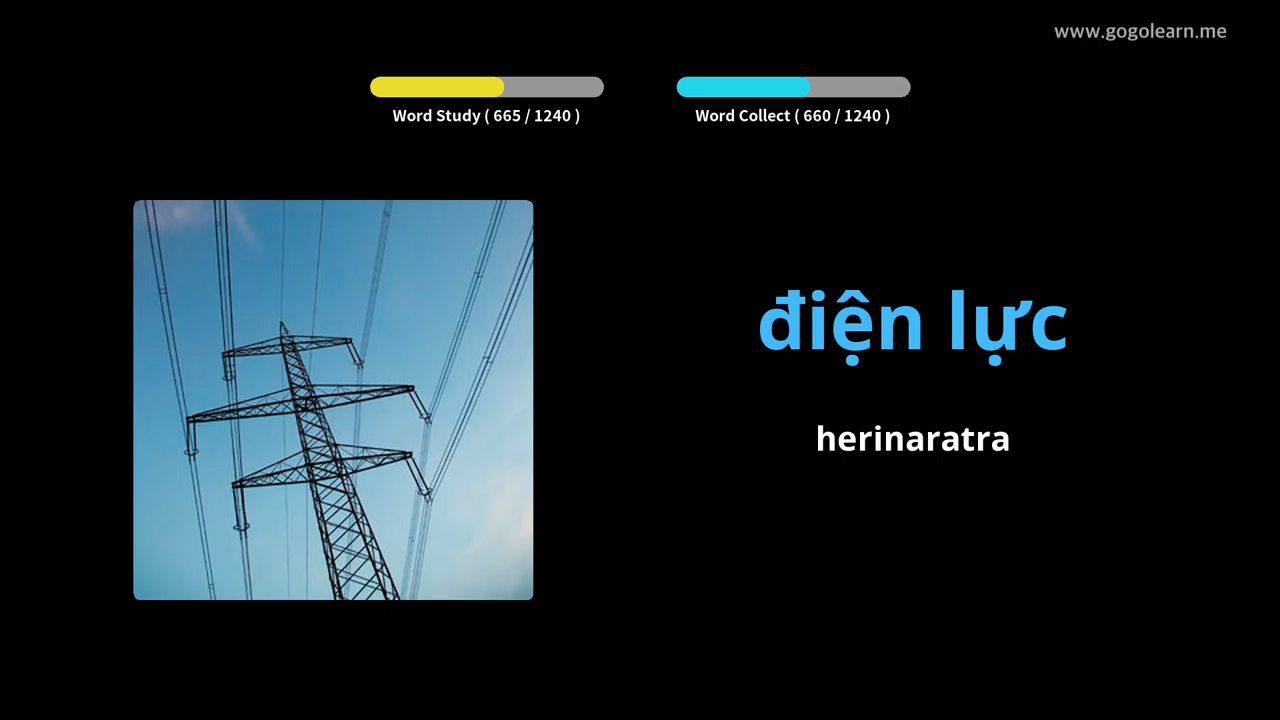 www.gogolearn.me
Word Study ( 665 / 1240 )
Word Collect ( 660 / 1240 )
điện lực
herinaratra